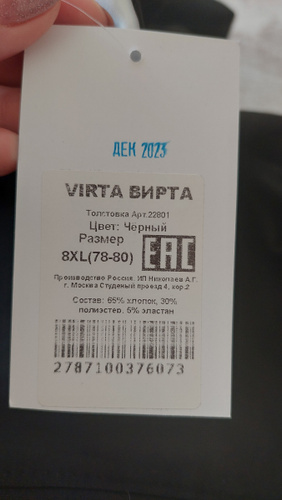 ДЕК 2023
VIRTA ВИРТА
Толстовка Арт.22801
Цвет: Черный
Размер
8XL(78-80)
EAC
Производство Россия. ИП Николаев А.Г.
г. Москва Студеный проезд 4, кор.2
Состав: 65% хлопок, 30%
полиэстер, 5% эластан
2787100376073